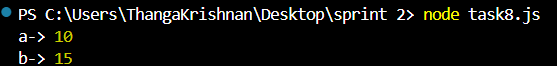 PS C:\Users\ThangaKrishnan\Desktop\sprint 2> node task8.js
a-> 10
b-> 15